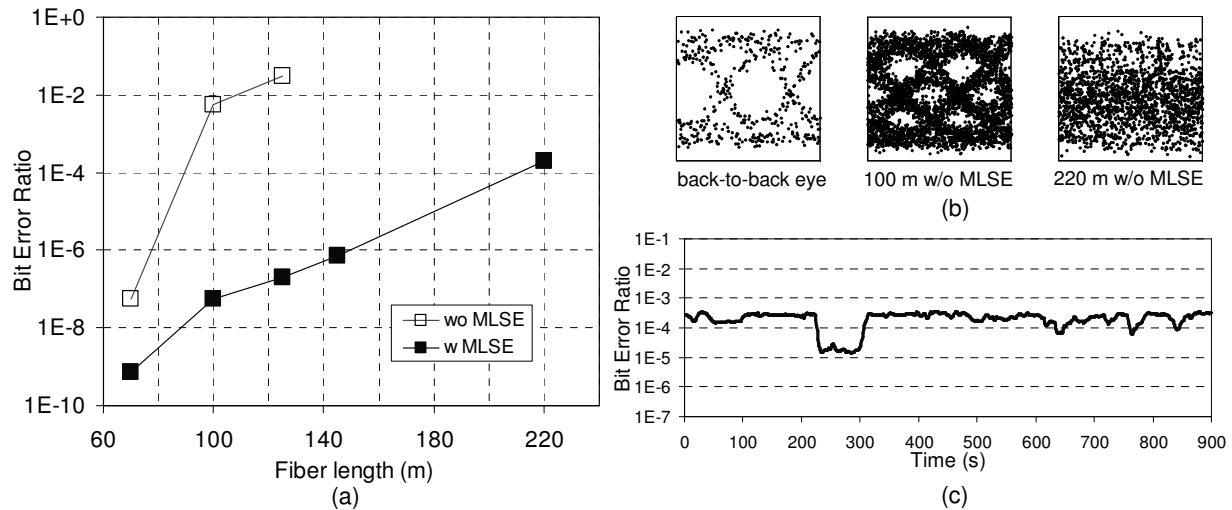 1E+0
1E-2
1E-4
1E-6
1E-8
1E-10
Bit Error Ratio
60 100 140 180 220
Fiber length (m)
wo MLSE
w MLSE
(a)
back-to-back eye
100 m w/o MLSE
220 m w/o MLSE
(b)
1E-1
1E-2
1E-3
1E-4
1E-5
1E-6
1E-7
Bit Error Ratio
0 100 200 300 400 500 600 700 800 900
Time (s)
(c)